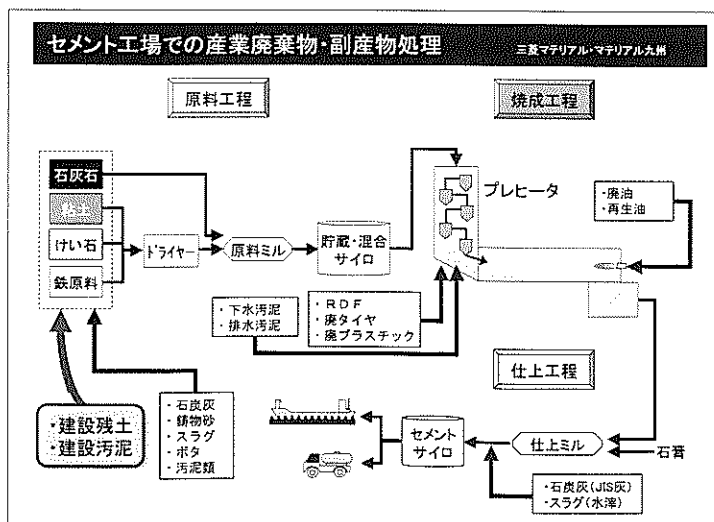 セメント工場での産業廃棄物・副産物処理
三菱マテリアル・マテリアル九州
原料工程
焼成工程
石灰石
けい石
鉄原料
ドライヤー
原料ミル
貯蔵・混合
サイロ
プレヒータ
・廃油
・再生油
・下水汚泥
・排水汚泥
・RDF
・廃タイヤ
・廃プラスチック
仕上工程
・建設残土
・建設汚泥
・石炭灰
・鋳物砂
・スラグ
・ボタ
・汚泥類
セメント
サイロ
仕上ミル
石膏
・石炭灰(JIS灰)
・スラグ(水滓)